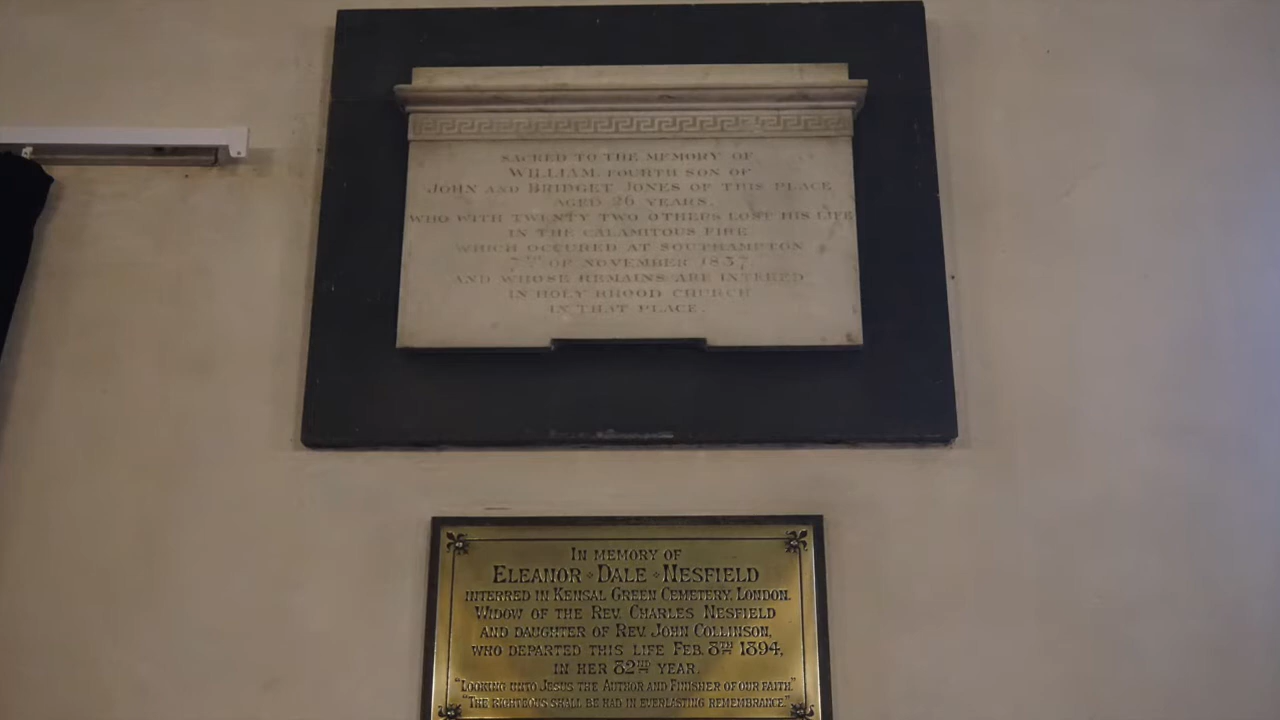 SACRED TO THE MEMORY OF
WILLIAM, FOURTH SON OF
JOHN AND BRIDGET JONES OF THIS PLACE
AGED 26 YEARS.
WHO WITH TWENTY TWO OTHERS LOST HIS LIFE
IN THE CALAMITOUS FIRE
WHICH OCCURED AT SOUTHAMPTON
7TH OF NOVEMBER 1837
AND WHOSE REMAINS ARE INTERED
IN HOLY RHOOD CHURCH
IN THAT PLACE.
IN MEMORY OF
ELEANOR DALE NESFIELD
INTERRED IN KENSAL GREEN CEMETERY, LONDON.
WIDOW OF THE REV. CHARLES NESFIELD
AND DAUGHTER OF REV. JOHN COLLINSON,
WHO DEPARTED THIS LIFE FEB. 8TH 1894,
IN HER 82ND YEAR.
"LOOKING UNTO JESUS THE AUTHOR AND FINISHER OF OUR FAITH."
"THE RIGHTEOUS SHALL BE HAD IN EVERLASTING REMEMBRANCE."